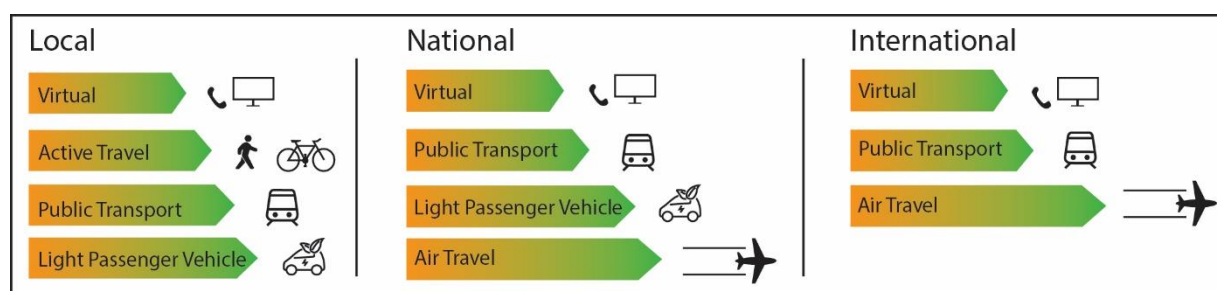 Local
Virtual
Active Travel
Public Transport
Light Passenger Vehicle
National
Virtual
Public Transport
Light Passenger Vehicle
Air Travel
International
Virtual
Public Transport
Air Travel